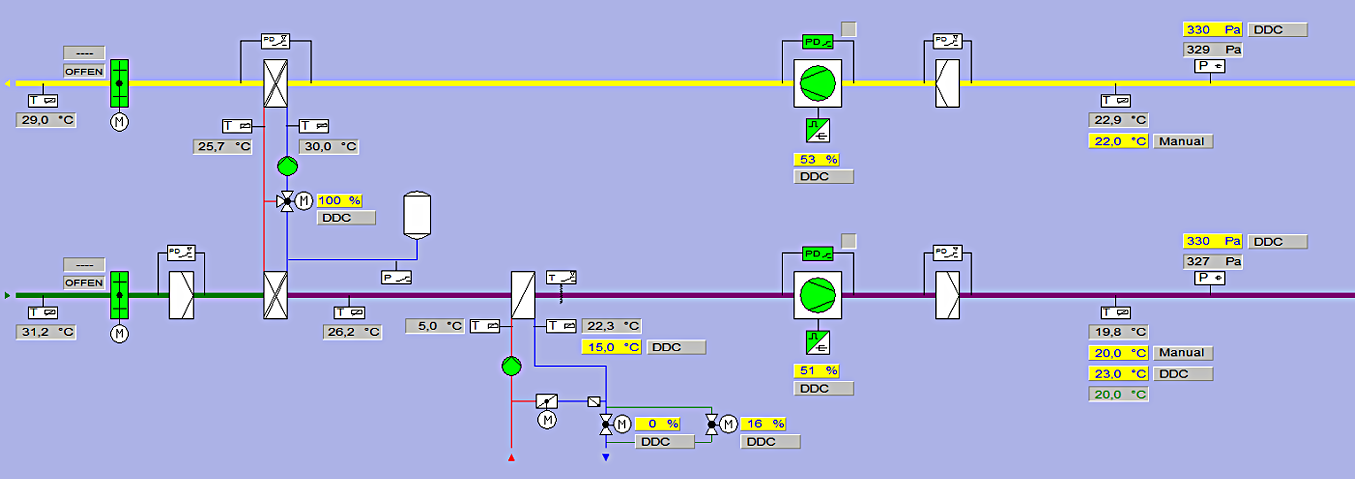 330 Pa DDC
329 Pa
P
PD
PD
PD
----
OFFEN
T
29,0 °C
M
T
25,7 °C
T
30,0 °C
53 %
DDC
T
22,9 °C
22,0 °C Manual
M
100 %
DDC
P
330 Pa DDC
327 Pa
P
PD
PD
PD
----
OFFEN
T
31,2 °C
M
T
26,2 °C
T
5,0 °C
T
T
22,3 °C
15,0 °C DDC
51 %
DDC
T
19,8 °C
20,0 °C Manual
23,0 °C DDC
20,0 °C
M
M
0 %
DDC
M
16 %
DDC